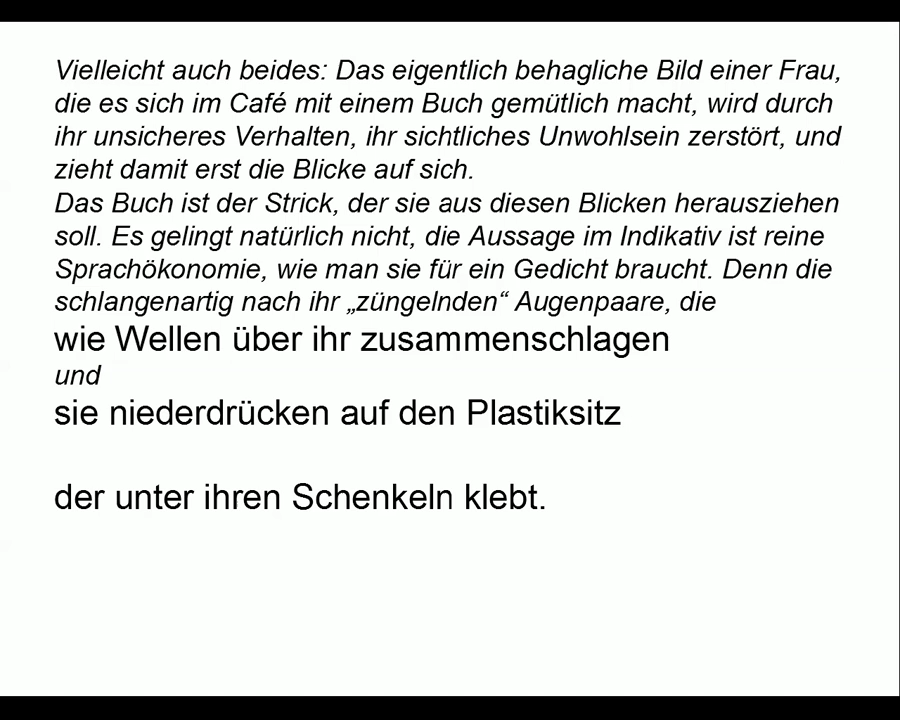 Vielleicht auch beides: Das eigentlich behagliche Bild einer Frau,
die es sich im Café mit einem Buch gemütlich macht, wird durch
ihr unsicheres Verhalten, ihr sichtliches Unwohlsein zerstört, und
zieht damit erst die Blicke auf sich.
Das Buch ist der Strick, der sie aus diesen Blicken herausziehen
soll. Es gelingt natürlich nicht, die Aussage im Indikativ ist reine
Sprachökonomie, wie man sie für ein Gedicht braucht. Denn die
schlangenartig nach ihr „züngelnden“ Augenpaare, die
wie Wellen über ihr zusammenschlagen
und
sie niederdrücken auf den Plastiksitz
der unter ihren Schenkeln klebt.